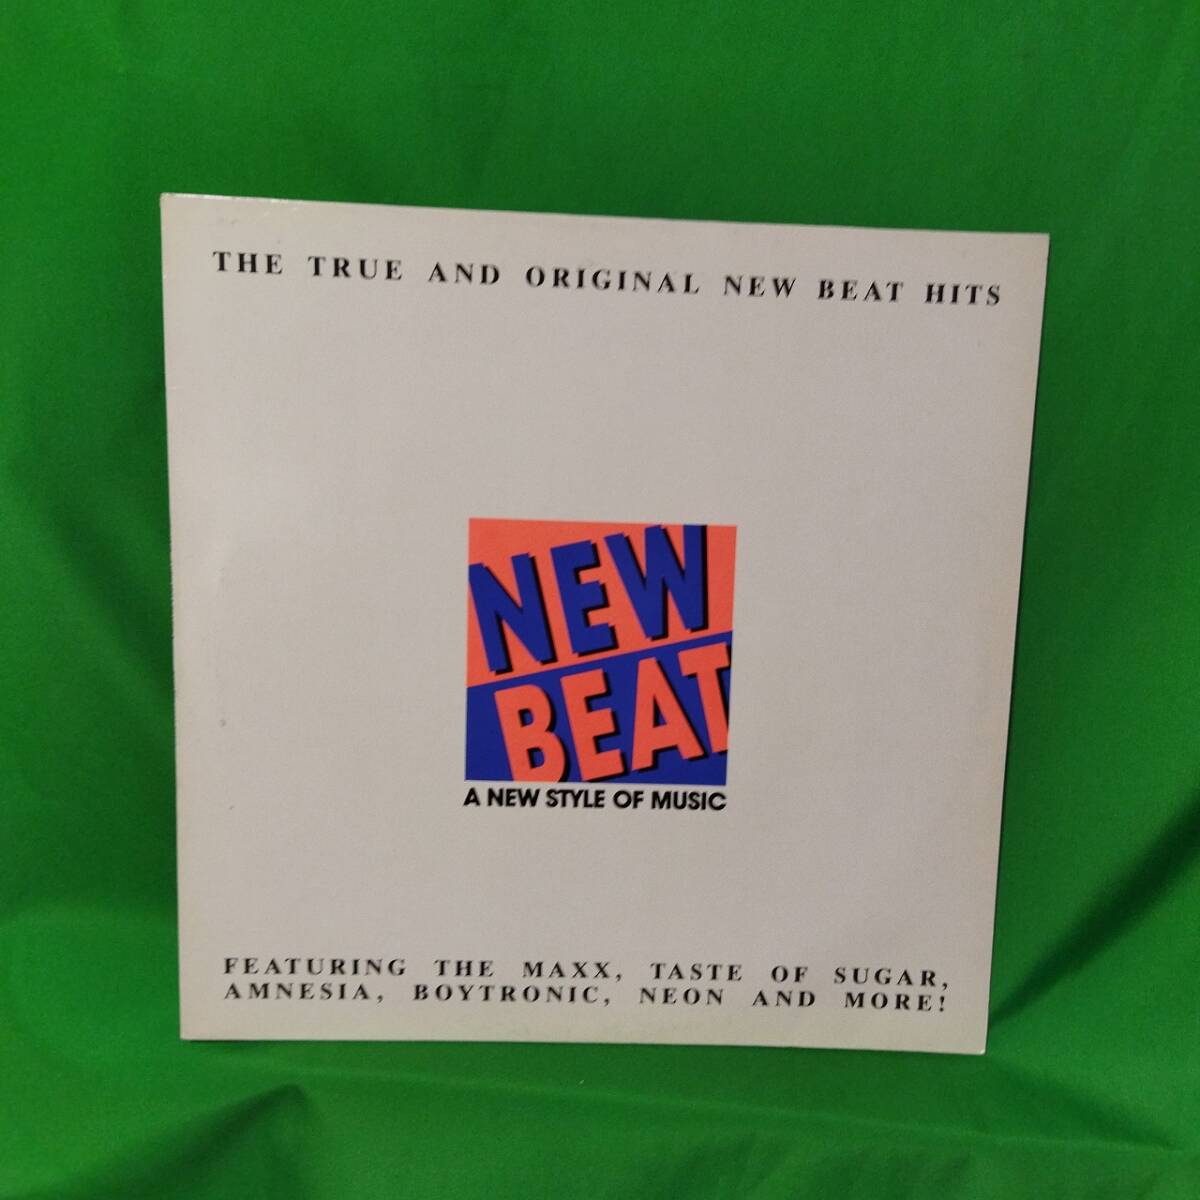 THE TRUE AND ORIGINAL NEW BEAT HITS
NEW
BEAT
A NEW STYLE OF MUSIC
FEATURING THE MAXX, TASTE OF SUGAR,
AMNESIA, BOYTRONIC, NEON AND MORE!